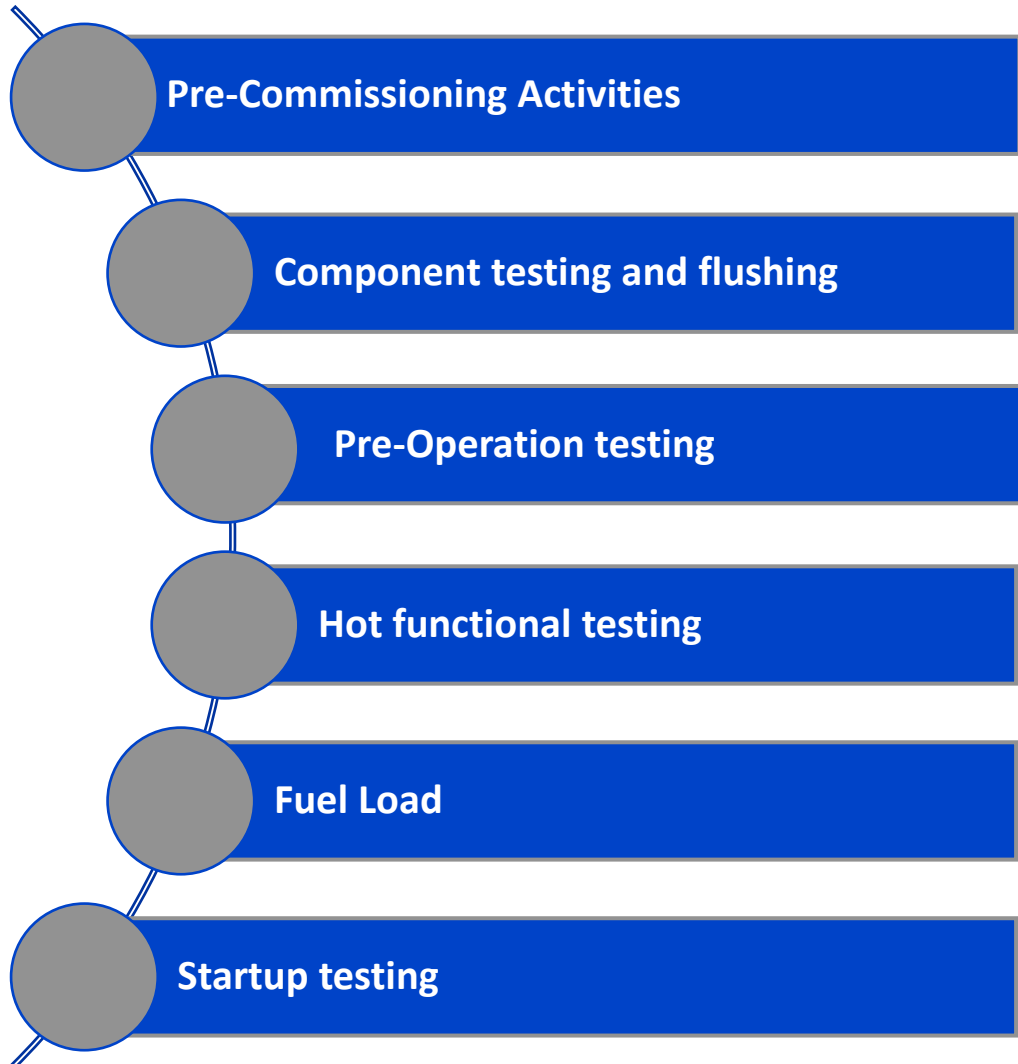 Pre-Commissioning Activities
Component testing and flushing
Pre-Operation testing
Hot functional testing
Fuel Load
Startup testing